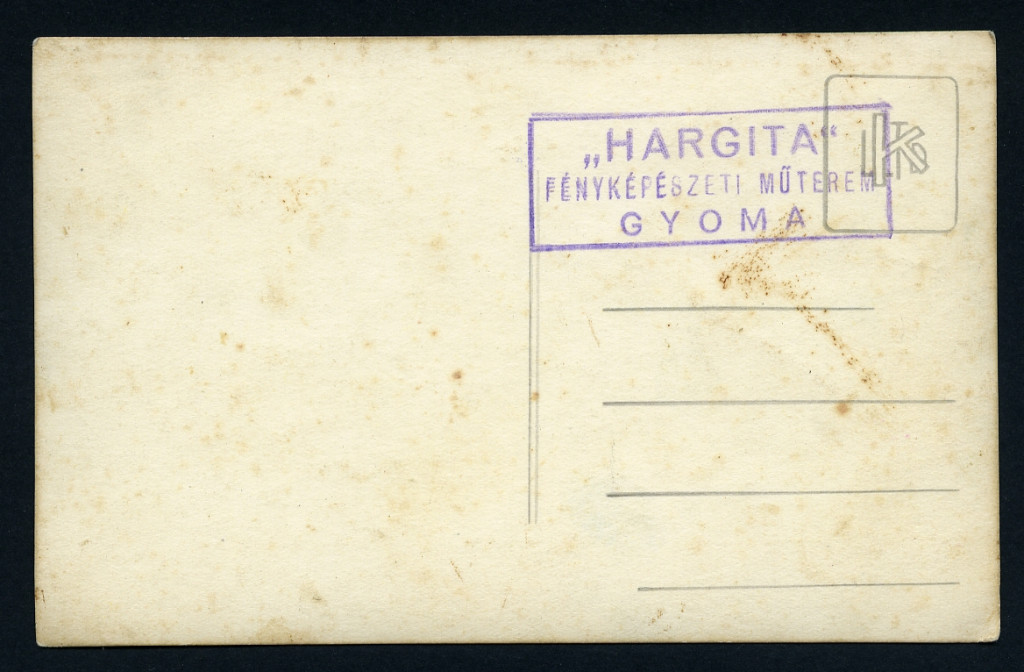 „HARGITA“
FÉNYKÉPÉSZETI MŰTEREM
GYOMA